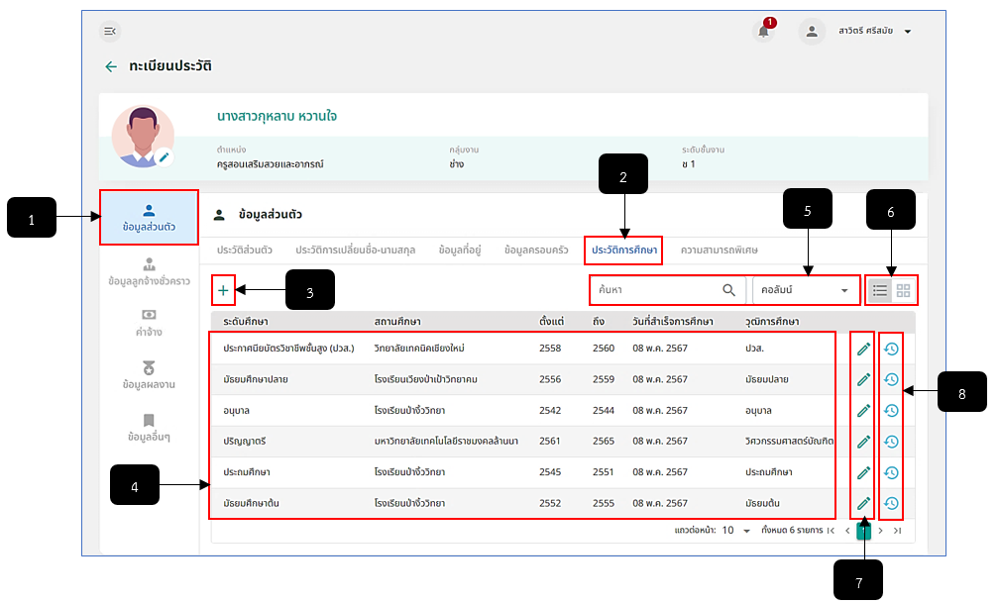 1
ทะเบียนประวัติ
สาวิตรี ศรีสมัย
นางสาวกุหลาบ หวานใจ
ตำแหน่ง กลุ่มงาน ระดับชั้นงาน
ครูสอนเสริมสวยและอาภรณ์ ช่าง ช 1
1
2
3
4
5
6
7
8
ข้อมูลส่วนตัว
ข้อมูลลูกจ้างชั่วคราว
ค่าจ้าง
ข้อมูลผลงาน
ข้อมูลอื่นๆ
ข้อมูลส่วนตัว
ประวัติส่วนตัว ประวัติการเปลี่ยนชื่อ-นามสกุล ข้อมูลที่อยู่ ข้อมูลครอบครัว ประวัติการศึกษา ความสามารถพิเศษ
ค้นหา คอลัมน์
ระดับศึกษา สถานศึกษา ตั้งแต่ ถึง วันที่สำเร็จการศึกษา วุฒิการศึกษา
ประกาศนียบัตรวิชาชีพชั้นสูง (ปวส.) วิทยาลัยเทคนิคเชียงใหม่ 2558 2560 08 พ.ค. 2567 ปวส.
มัธยมศึกษาปลาย โรงเรียนเวียงป่าเป้าวิทยาคม 2556 2559 08 พ.ค. 2567 มัธยมปลาย
อนุบาล โรงเรียนป่างิ้ววิทยา 2542 2544 08 พ.ค. 2567 อนุบาล
ปริญญาตรี มหาวิทยาลัยเทคโนโลยีราชมงคลล้านนา 2561 2565 08 พ.ค. 2567 วิศวกรรมศาสตร์บัณฑิต
ประถมศึกษา โรงเรียนป่างิ้ววิทยา 2545 2551 08 พ.ค. 2567 ประถมศึกษา
มัธยมศึกษาต้น โรงเรียนป่างิ้ววิทยา 2552 2555 08 พ.ค. 2567 มัธยมต้น
แถวต่อหน้า: 10 ทั้งหมด 6 รายการ 1